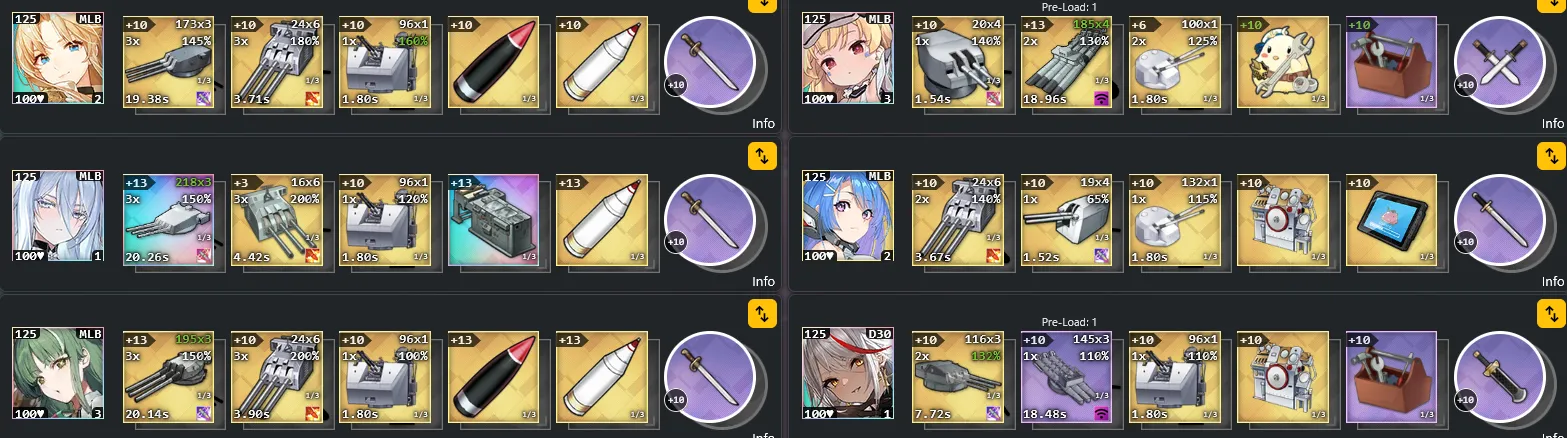 125 MLB +10 173x3 +10 24x6 +10 96x1 +10 +10
3x 145% 3x 180% 1x 160%
1/3 1/3 1/3 1/3 1/3
+10
100♥ 2 19.38s 3.71s 1.80s
Info
Pre-Load: 1
125 MLB +10 20x4 +13 185x4 +6 100x1 +10 +10
1x 140% 2x 130% 2x 125%
1/3 1/3 1/3 1/3 1/3
+10
100♥ 3 1.54s 18.96s 1.80s
Info
125 MLB +13 218x3 +3 16x6 +10 96x1 +13 +13
3x 150% 3x 200% 1x 120%
1/3 1/3 1/3 1/3 1/3
+10
100♥ 1 20.26s 4.42s 1.80s
Info
125 MLB +10 24x6 +10 19x4 +10 132x1 +10 +10
2x 140% 1x 65% 1x 115%
1/3 1/3 1/3 1/3 1/3
+10
100♥ 2 3.67s 1.52s 1.80s
Info
125 MLB +13 195x3 +10 24x6 +10 96x1 +13 +10
3x 150% 3x 200% 1x 100%
1/3 1/3 1/3 1/3 1/3
+10
100♥ 3 20.14s 3.90s 1.80s
Info
Pre-Load: 1
125 D30 +10 116x3 +10 145x3 +10 96x1 +10 +10
2x 132% 1x 110% 1x 110%
1/3 1/3 1/3 1/3 1/3
+10
100♥ 1 7.72s 18.48s 1.80s
Info